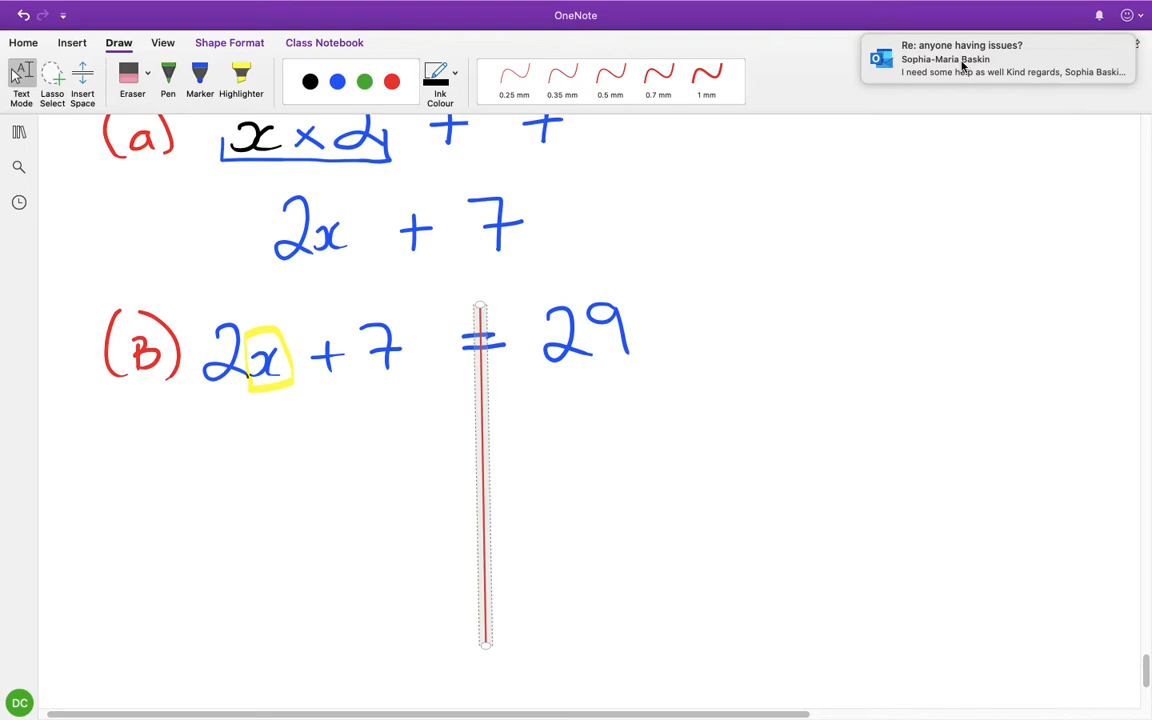 OneNote
Home Insert Draw View Shape Format Class Notebook
Re: anyone having issues?
Sophia-Maria Baskin
I need some help as well Kind regards, Sophia Baski...
Text Mode
Lasso Select
Insert Space
Eraser
Pen
Marker
Highlighter
Ink Colour
0.25 mm
0.35 mm
0.5 mm
0.7 mm
1 mm
(a) x × 2 + 7
2x + 7
(B) 2x + 7 = 29
DC